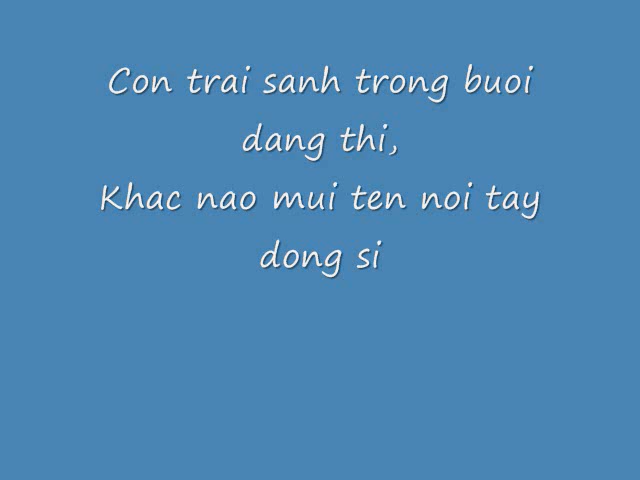 Con trai sanh trong buoi
dang thi,
Khac nao mui ten noi tay
dong si